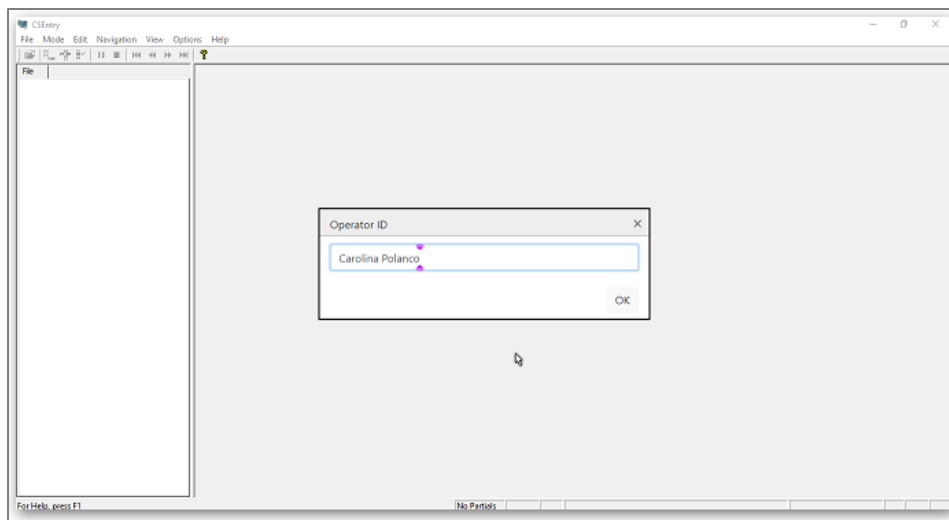 CSEntry
File Mode Edit Navigation View Options Help
File
Operator ID
Carolina Polanco
OK
For Help, press F1
No Partials